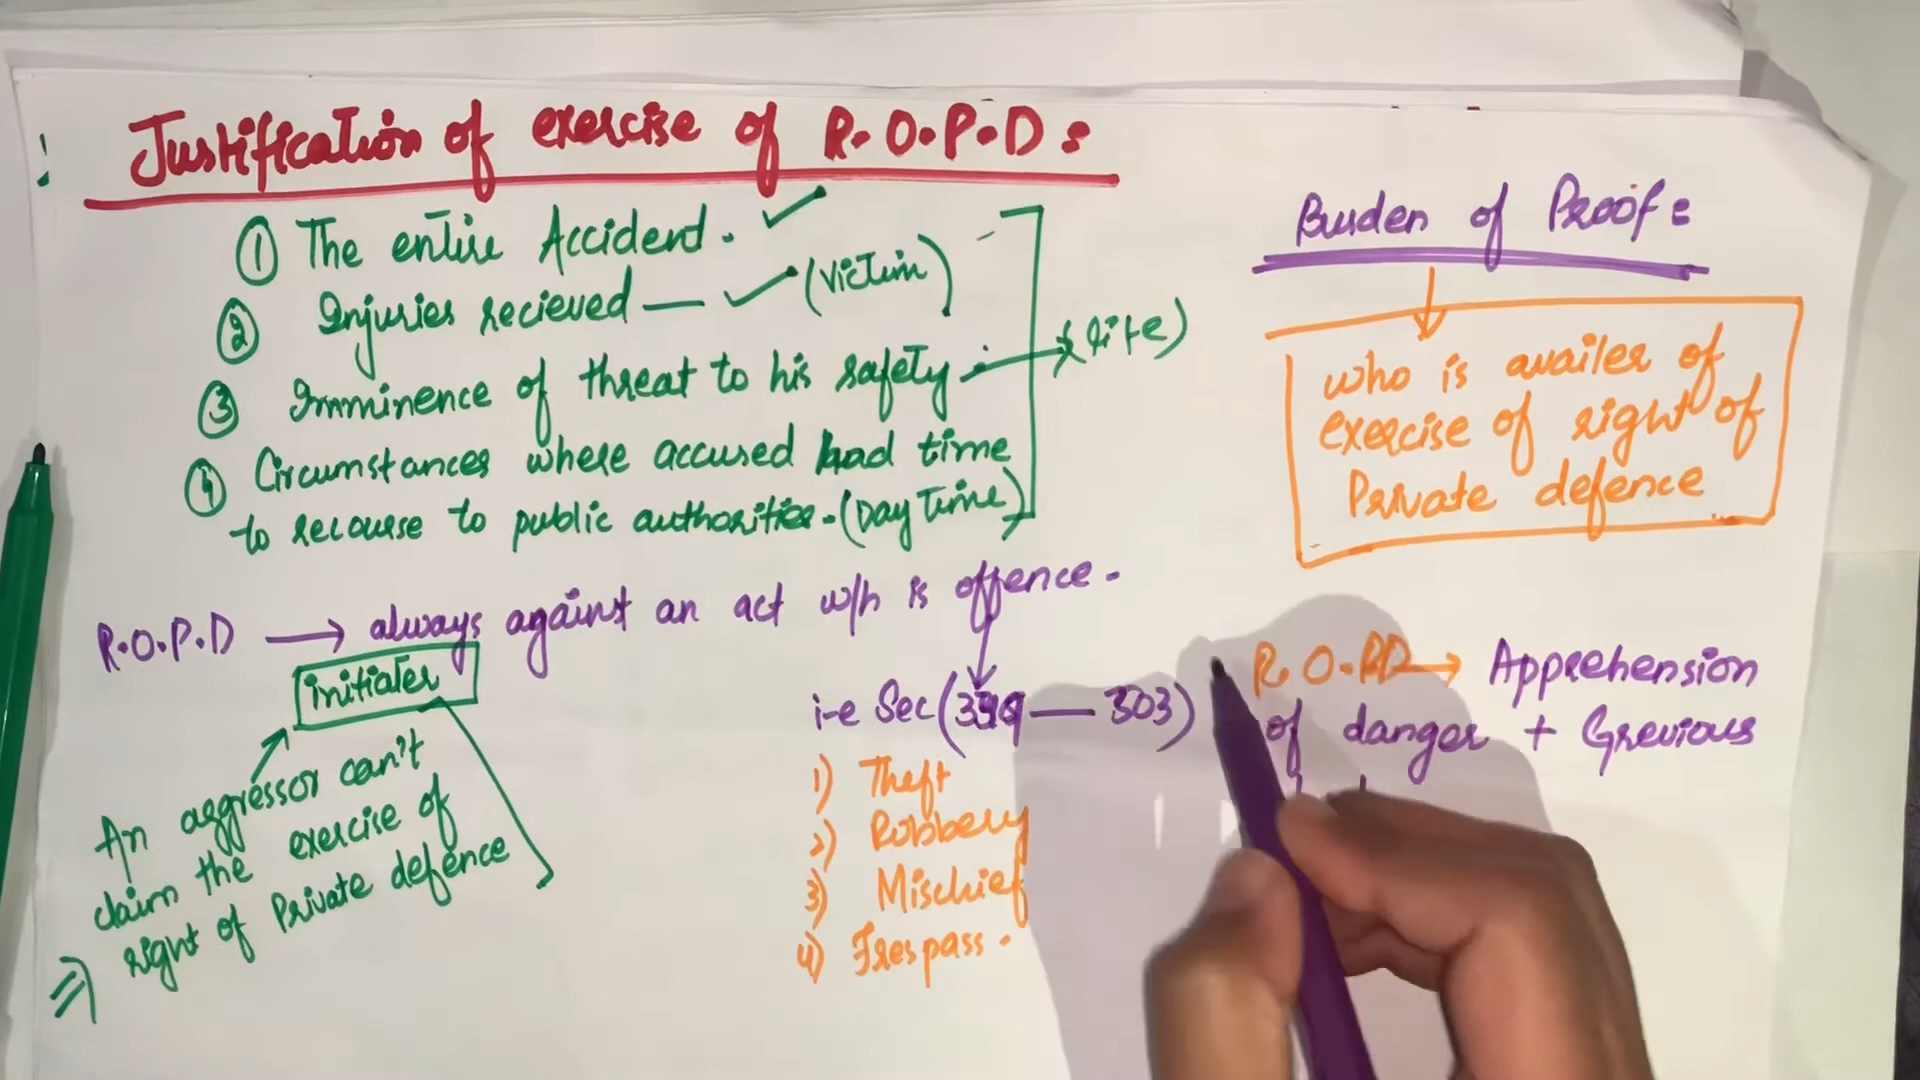 Justification of exercise of R.O.P.D:
① The entire Accident.
② Injuries recieved — (Victim)
③ Imminence of threat to his safety (life)
④ Circumstances where accused had time
to recourse to public authorities.(Day Time)
R.O.P.D → always against an act w/h is offence.
initiater
An aggressor can't
claim the exercise of
right of Private defence
i-e Sec( — 303)
1) Theft
2) Robbery
3) Mischief
4) Trespass.
Burden of Proof:
who is availer of
exercise of right of
Private defence
R.O.PD → Apprehension
of danger + Grevious